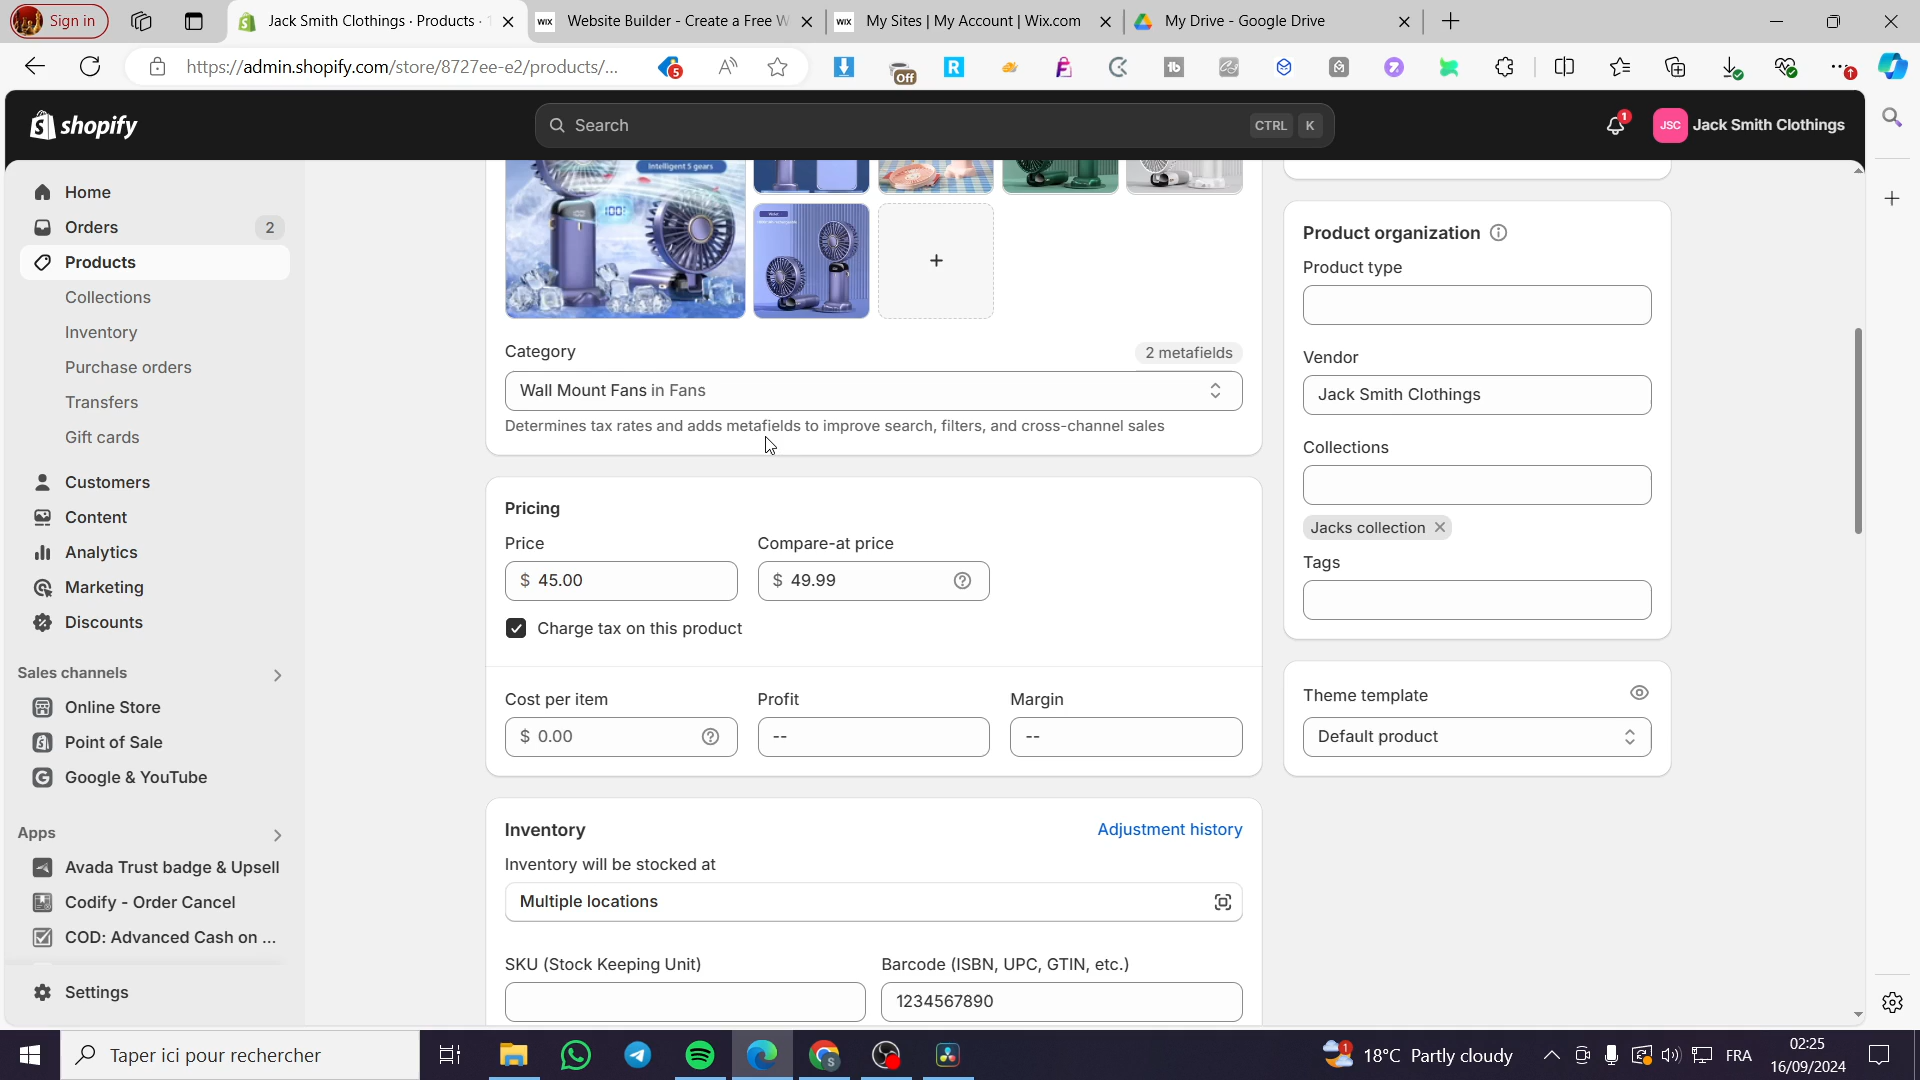 Sign in
Jack Smith Clothings · Products · 1
Website Builder - Create a Free W
My Sites | My Account | Wix.com
My Drive - Google Drive
https://admin.shopify.com/store/8727ee-e2/products/...
5
Off
shopify
Search
CTRL K
1
JSC
Jack Smith Clothings
Home
Orders
2
Products
Collections
Inventory
Purchase orders
Transfers
Gift cards
Customers
Content
Analytics
Marketing
Discounts
Sales channels
Online Store
Point of Sale
Google & YouTube
Apps
Avada Trust badge & Upsell
Codify - Order Cancel
COD: Advanced Cash on ...
Settings
Intelligent 5 gears
100
Category
2 metafields
Wall Mount Fans in Fans
Determines tax rates and adds metafields to improve search, filters, and cross-channel sales
Pricing
Price
Compare-at price
$ 45.00
$ 49.99
Charge tax on this product
Cost per item
Profit
Margin
$ 0.00
--
--
Inventory
Adjustment history
Inventory will be stocked at
Multiple locations
SKU (Stock Keeping Unit)
Barcode (ISBN, UPC, GTIN, etc.)
1234567890
Product organization
Product type
Vendor
Jack Smith Clothings
Collections
Jacks collection
Tags
Theme template
Default product
Taper ici pour rechercher
18°C Partly cloudy
FRA
02:25
16/09/2024